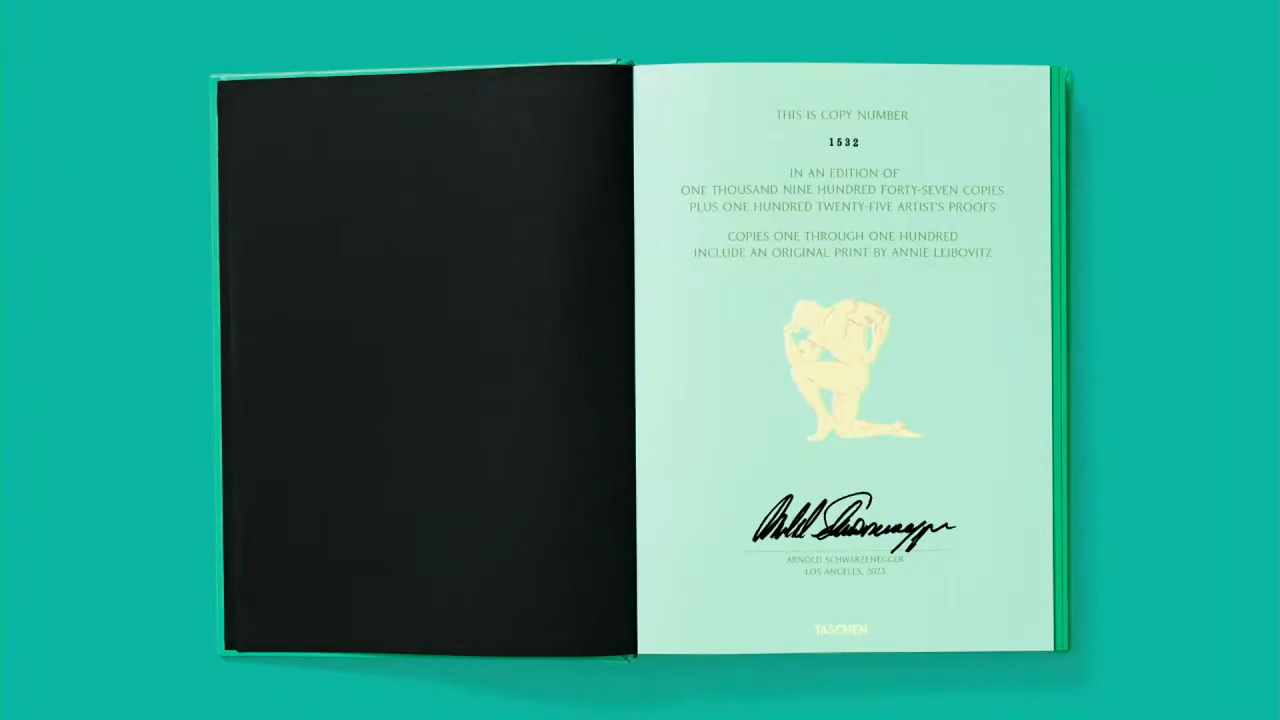 THIS IS COPY NUMBER
1532
IN AN EDITION OF
ONE THOUSAND NINE HUNDRED FORTY-SEVEN COPIES
PLUS ONE HUNDRED TWENTY-FIVE ARTIST'S PROOFS
COPIES ONE THROUGH ONE HUNDRED
INCLUDE AN ORIGINAL PRINT BY ANNIE LEIBOVITZ
Arnold Schwarzenegger
ARNOLD SCHWARZENEGGER
LOS ANGELES, 2023
TASCHEN